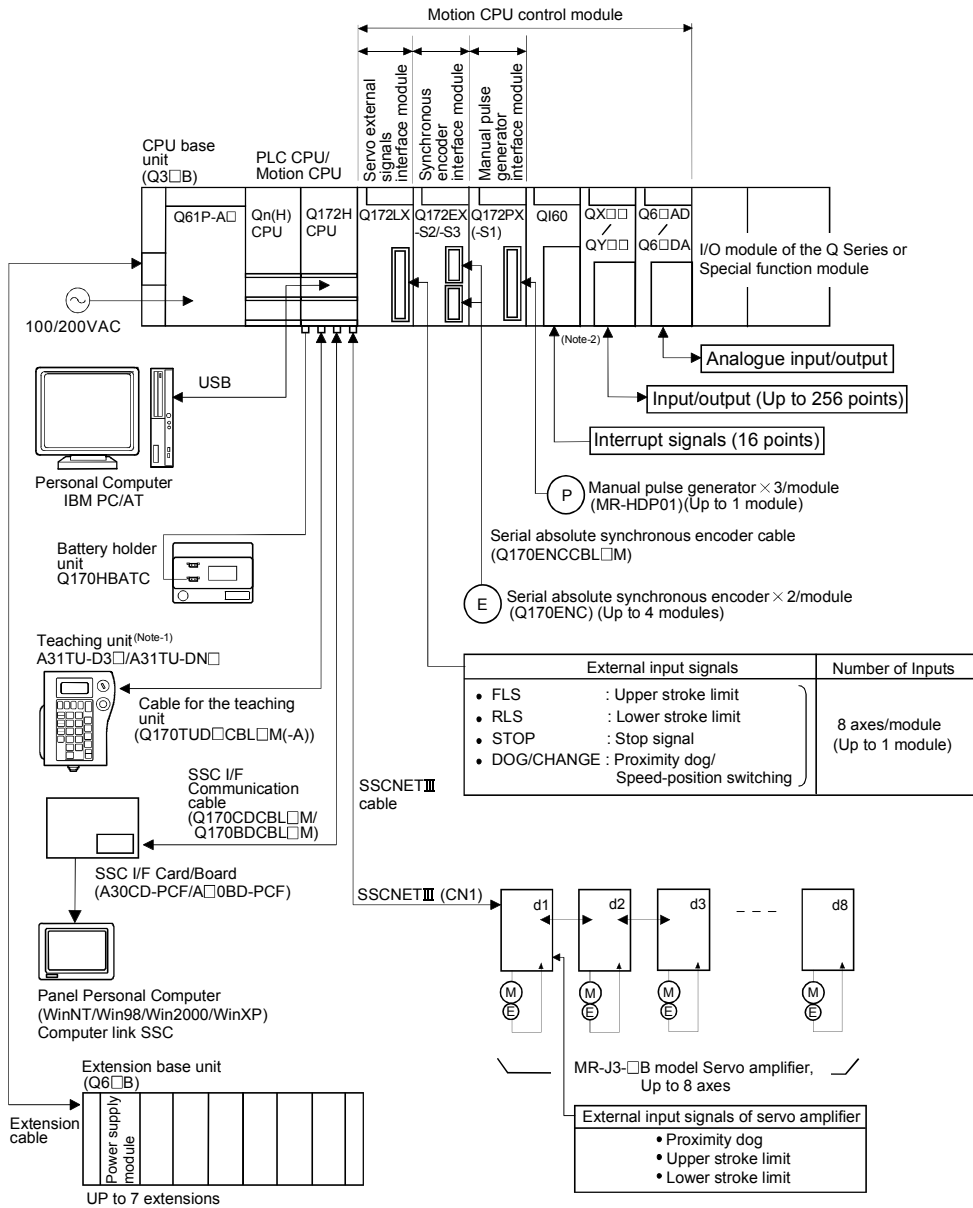 Motion CPU control module
Servo external
signals
interface module
Synchronous
encoder
interface module
Manual pulse
generator
interface module
CPU base
unit
(Q3□B)
PLC CPU/
Motion CPU
Q61P-A□
Qn(H)
CPU
Q172H
CPU
Q172LX
Q172EX
-S2/-S3
Q172PX
(-S1)
QI60
QX□□
/
QY□□
Q6□AD
/
Q6□DA
I/O module of the Q Series or
Special function module
100/200VAC
(Note-2)
Analogue input/output
USB
Input/output (Up to 256 points)
Interrupt signals (16 points)
Personal Computer
IBM PC/AT
P
Manual pulse generator × 3/module
(MR-HDP01)(Up to 1 module)
Serial absolute synchronous encoder cable
(Q170ENCCBL□M)
Battery holder
unit
Q170HBATC
E
Serial absolute synchronous encoder × 2/module
(Q170ENC) (Up to 4 modules)
Teaching unit(Note-1)
A31TU-D3□/A31TU-DN□
External input signals
Number of Inputs
• FLS : Upper stroke limit
• RLS : Lower stroke limit
• STOP : Stop signal
• DOG/CHANGE : Proximity dog/
Speed-position switching
8 axes/module
(Up to 1 module)
Cable for the teaching
unit
(Q170TUD□CBL□M(-A))
SSC I/F
Communication
cable
(Q170CDCBL□M/
Q170BDCBL□M)
SSCNETⅢ
cable
SSC I/F Card/Board
(A30CD-PCF/A□0BD-PCF)
SSCNETⅢ (CN1)
d1
d2
d3
d8
M
E
M
E
M
E
M
E
Panel Personal Computer
(WinNT/Win98/Win2000/WinXP)
Computer link SSC
MR-J3-□B model Servo amplifier,
Up to 8 axes
Extension base unit
(Q6□B)
Extension
cable
Power supply
module
UP to 7 extensions
External input signals of servo amplifier
• Proximity dog
• Upper stroke limit
• Lower stroke limit